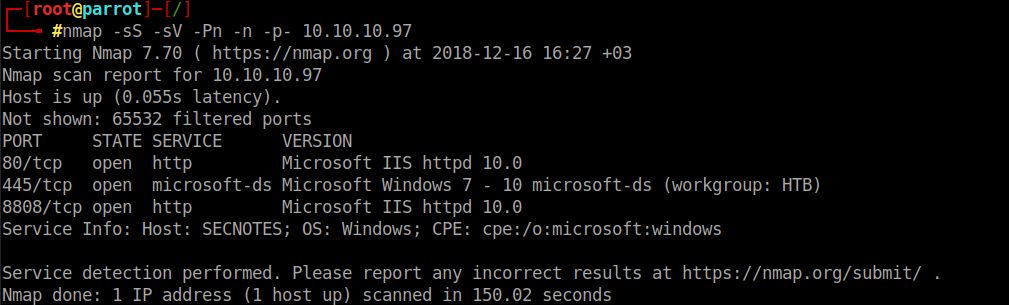 ┌─[root@parrot]─[/]
└──╼ #nmap -sS -sV -Pn -n -p- 10.10.10.97
Starting Nmap 7.70 ( https://nmap.org ) at 2018-12-16 16:27 +03
Nmap scan report for 10.10.10.97
Host is up (0.055s latency).
Not shown: 65532 filtered ports
PORT     STATE SERVICE      VERSION
80/tcp   open  http         Microsoft IIS httpd 10.0
445/tcp  open  microsoft-ds Microsoft Windows 7 - 10 microsoft-ds (workgroup: HTB)
8808/tcp open  http         Microsoft IIS httpd 10.0
Service Info: Host: SECNOTES; OS: Windows; CPE: cpe:/o:microsoft:windows
Service detection performed. Please report any incorrect results at https://nmap.org/submit/ .
Nmap done: 1 IP address (1 host up) scanned in 150.02 seconds